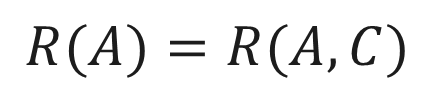 R(A) = R(A, C)